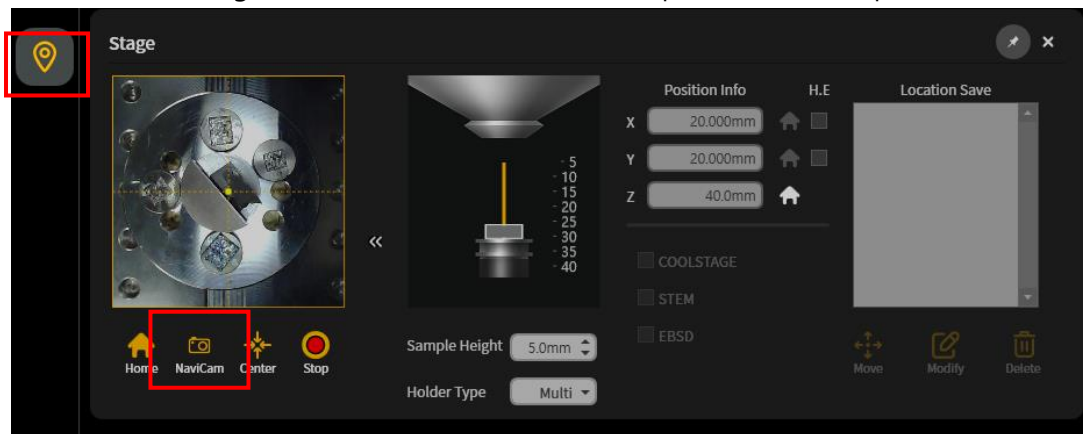 Stage
Position Info H.E Location Save
X 20.000mm
Y 20.000mm
Z 40.0mm
- 5
- 10
- 15
- 20
- 25
- 30
- 35
- 40
«
COOLSTAGE
STEM
EBSD
Home NaviCam Center Stop
Sample Height 5.0mm
Holder Type Multi
Move Modify Delete